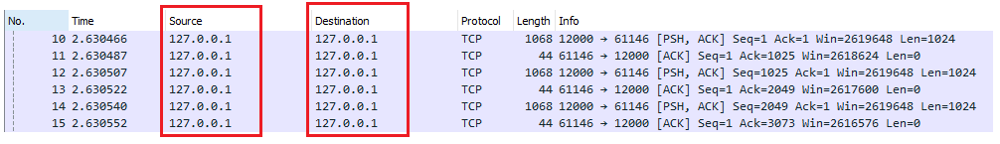 No. Time Source Destination Protocol Length Info
10 2.630466 127.0.0.1 127.0.0.1 TCP 1068 12000 → 61146 [PSH, ACK] Seq=1 Ack=1 Win=2619648 Len=1024
11 2.630487 127.0.0.1 127.0.0.1 TCP 44 61146 → 12000 [ACK] Seq=1 Ack=1025 Win=2618624 Len=0
12 2.630507 127.0.0.1 127.0.0.1 TCP 1068 12000 → 61146 [PSH, ACK] Seq=1025 Ack=1 Win=2619648 Len=1024
13 2.630522 127.0.0.1 127.0.0.1 TCP 44 61146 → 12000 [ACK] Seq=1 Ack=2049 Win=2617600 Len=0
14 2.630540 127.0.0.1 127.0.0.1 TCP 1068 12000 → 61146 [PSH, ACK] Seq=2049 Ack=1 Win=2619648 Len=1024
15 2.630552 127.0.0.1 127.0.0.1 TCP 44 61146 → 12000 [ACK] Seq=1 Ack=3073 Win=2616576 Len=0